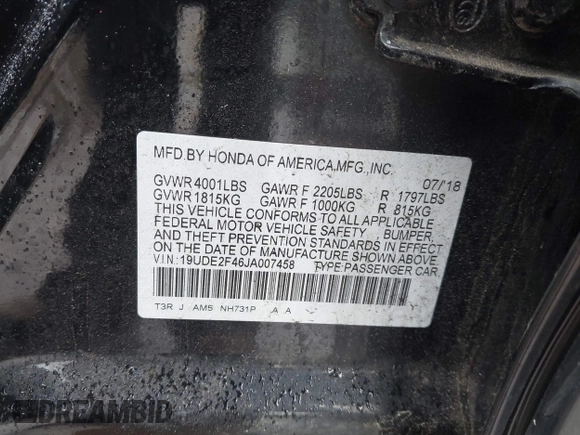 MFD. BY HONDA OF AMERICA MFG., INC.
07/'18
GVWR 4001LBS GAWR F 2205LBS R 1797LBS
GVWR 1815KG GAWR F 1000KG R 815KG
THIS VEHICLE CONFORMS TO ALL APPLICABLE
FEDERAL MOTOR VEHICLE SAFETY, BUMPER,
AND THEFT PREVENTION STANDARDS IN EFFECT
ON THE DATE OF MANUFACTURE SHOWN ABOVE.
V.I.N:19UDE2F46JA007458 TYPE:PASSENGER CAR
T3R J AM5 NH731P A A
DREAMBID